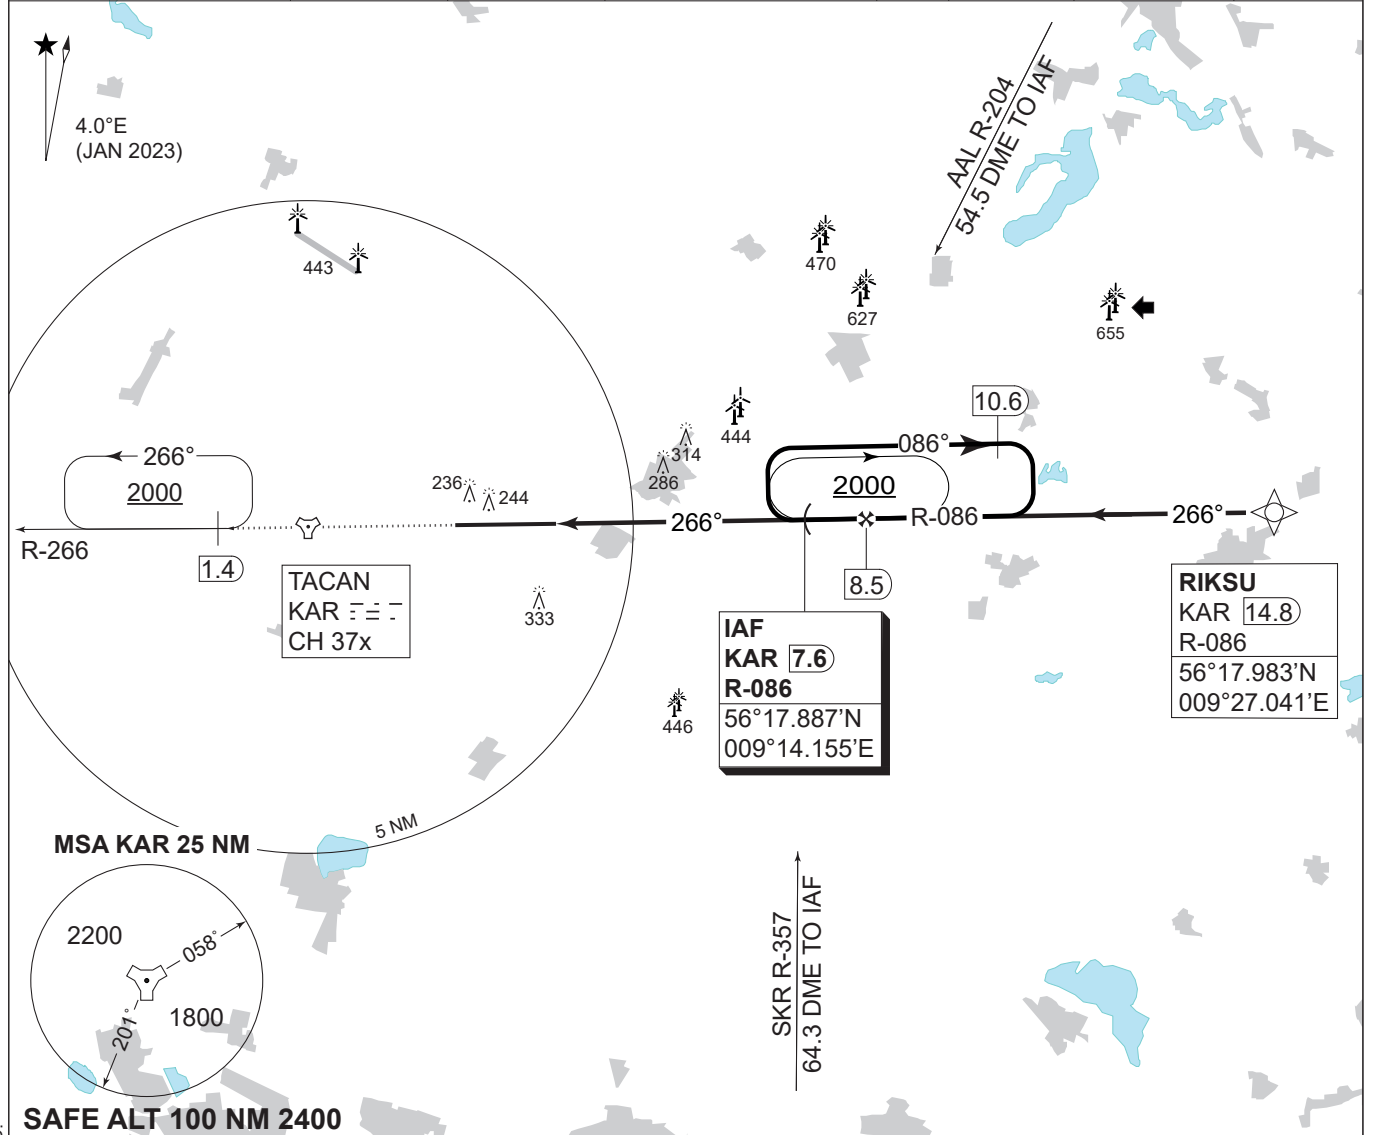 4.0°E
(JAN 2023)
AAL R-204
54.5 DME TO IAF
443
470
627
655
444
314
286
236
244
333
446
10.6
086°
2000
266°
2000
266°
R-086
266°
R-266
1.4
8.5
TACAN
KAR
CH 37x
IAF
KAR 7.6
R-086
56°17.887’N
009°14.155’E
RIKSU
KAR 14.8
R-086
56°17.983’N
009°27.041’E
5 NM
MSA KAR 25 NM
2200
058°
1800
201°
SKR R-357
64.3 DME TO IAF
SAFE ALT 100 NM 2400